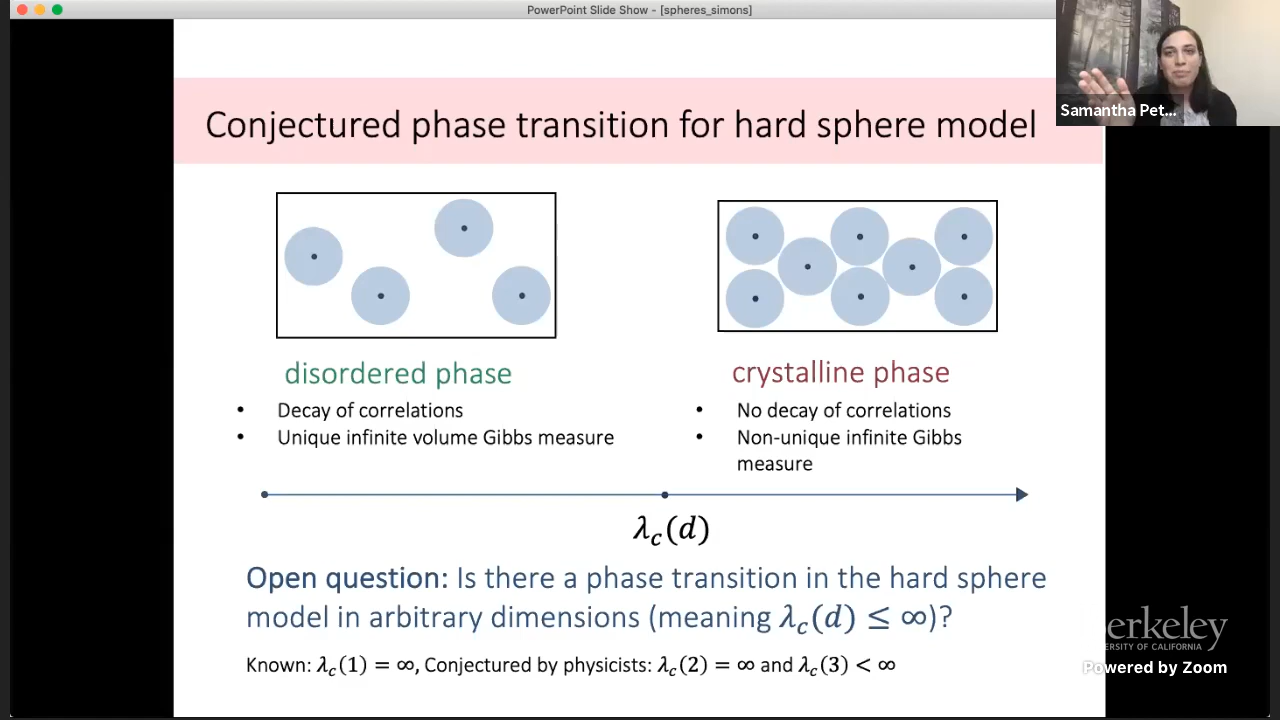 PowerPoint Slide Show - [spheres_simons]
Samantha Pet...
Conjectured phase transition for hard sphere model
disordered phase
• Decay of correlations
• Unique infinite volume Gibbs measure
crystalline phase
• No decay of correlations
• Non-unique infinite Gibbs
measure
λc(d)
Open question: Is there a phase transition in the hard sphere
model in arbitrary dimensions (meaning λc(d) ≤ ∞)?
Known: λc(1) = ∞, Conjectured by physicists: λc(2) = ∞ and λc(3) < ∞
erkeley
ERSITY OF CALIFORNIA
Powered by Zoom